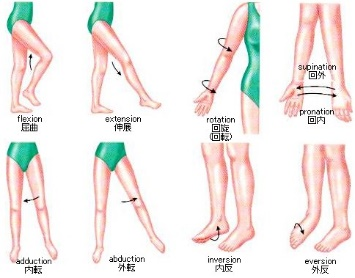 flexion
屈曲
extension
伸展
rotation
回旋
(回転)
supination
回外
pronation
回内
adduction
内転
abduction
外転
inversion
内反
eversion
外反